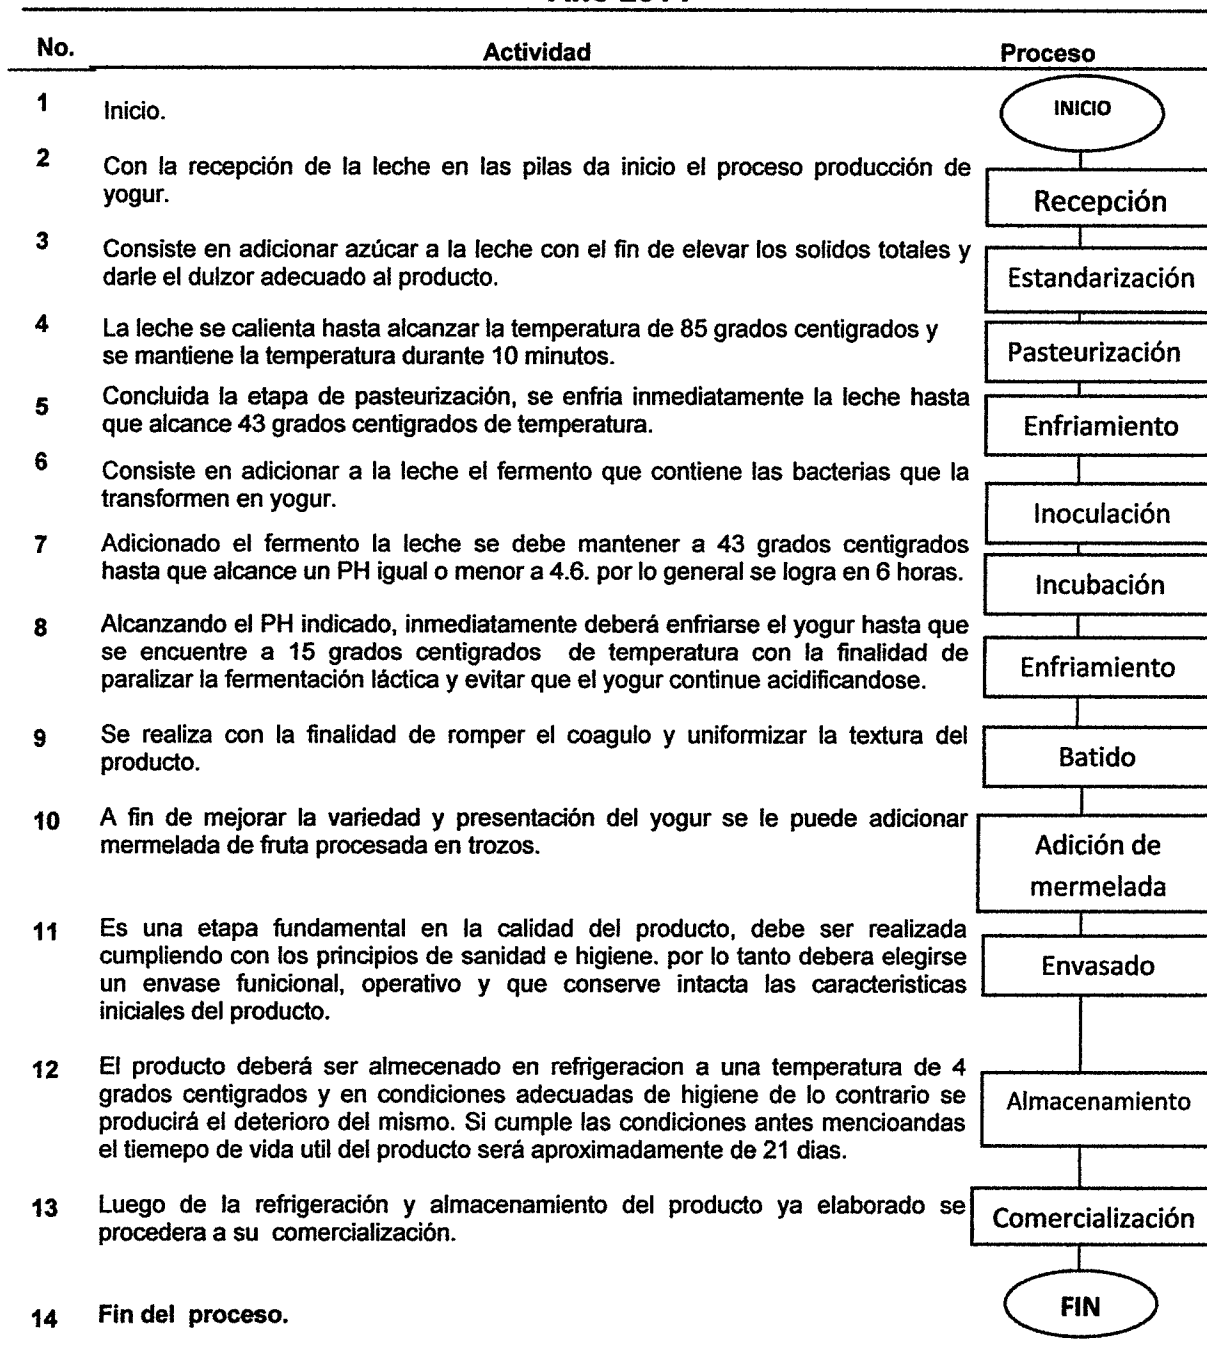 No. Actividad Proceso
1 Inicio. INICIO
2 Con la recepción de la leche en las pilas da inicio el proceso producción de
yogur.
Recepción
3 Consiste en adicionar azúcar a la leche con el fin de elevar los solidos totales y
darle el dulzor adecuado al producto.
Estandarización
4 La leche se calienta hasta alcanzar la temperatura de 85 grados centigrados y
se mantiene la temperatura durante 10 minutos.
Pasteurización
5 Concluida la etapa de pasteurización, se enfria inmediatamente la leche hasta
que alcance 43 grados centigrados de temperatura.
Enfriamiento
6 Consiste en adicionar a la leche el fermento que contiene las bacterias que la
transformen en yogur.
Inoculación
7 Adicionado el fermento la leche se debe mantener a 43 grados centigrados
hasta que alcance un PH igual o menor a 4.6. por lo general se logra en 6 horas.
Incubación
8 Alcanzando el PH indicado, inmediatamente deberá enfriarse el yogur hasta que
se encuentre a 15 grados centigrados de temperatura con la finalidad de
paralizar la fermentación láctica y evitar que el yogur continue acidificandose.
Enfriamiento
9 Se realiza con la finalidad de romper el coagulo y uniformizar la textura del
producto.
Batido
10 A fin de mejorar la variedad y presentación del yogur se le puede adicionar
mermelada de fruta procesada en trozos.
Adición de
mermelada
11 Es una etapa fundamental en la calidad del producto, debe ser realizada
cumpliendo con los principios de sanidad e higiene. por lo tanto debera elegirse
un envase funicional, operativo y que conserve intacta las caracteristicas
iniciales del producto.
Envasado
12 El producto deberá ser almecenado en refrigeracion a una temperatura de 4
grados centigrados y en condiciones adecuadas de higiene de lo contrario se
producirá el deterioro del mismo. Si cumple las condiciones antes mencioandas
el tiemepo de vida util del producto será aproximadamente de 21 dias.
Almacenamiento
13 Luego de la refrigeración y almacenamiento del producto ya elaborado se
procedera a su comercialización.
Comercialización
14 Fin del proceso.
FIN